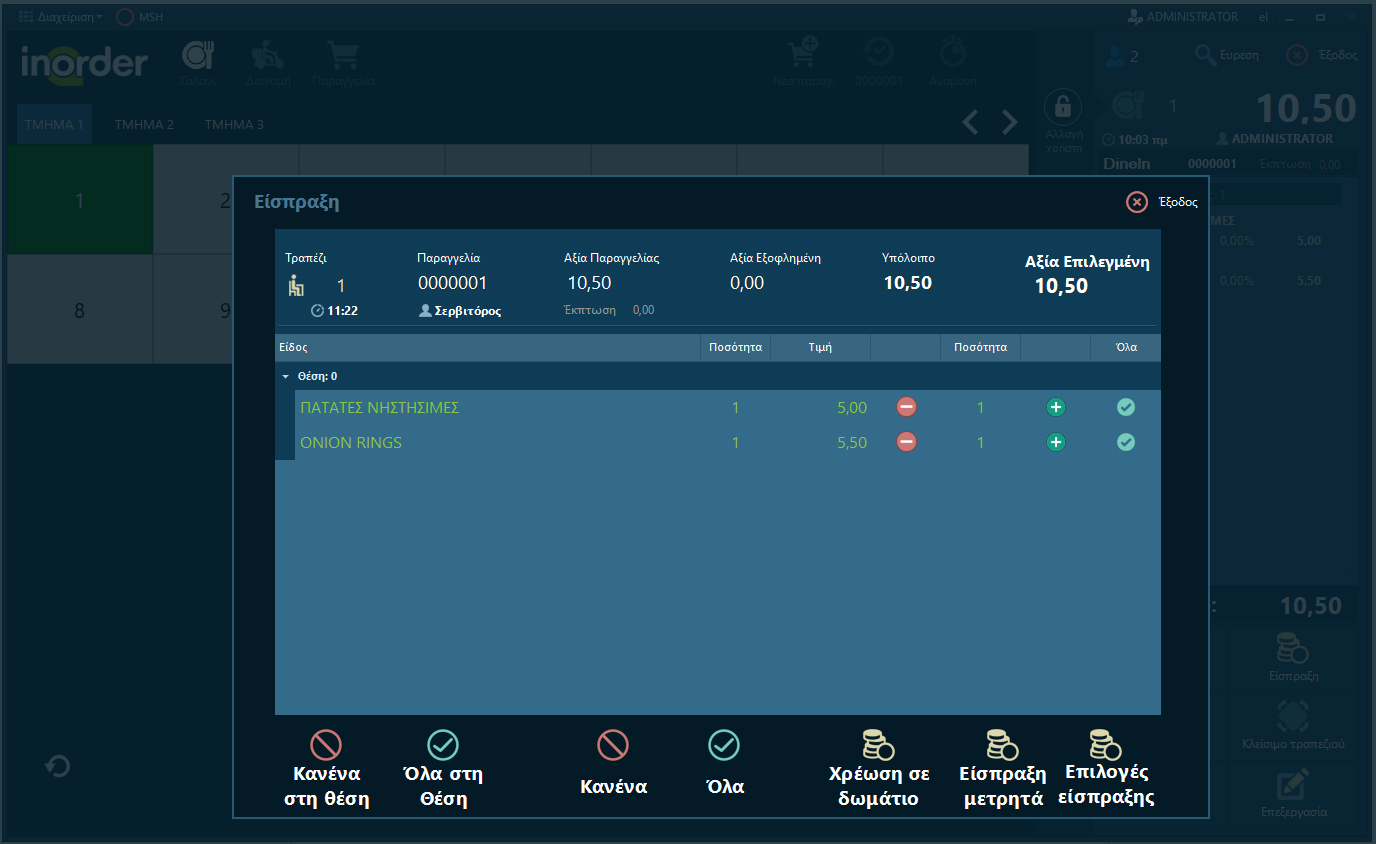 Διαχείριση
MSH
ADMINISTRATOR
el
inorder
Σαλόνι
Διανομή
Παραγγελία
Νέα παραγ.
0000001
Αναμονή
2
Ευρεση
Έξοδος
ΤΜΗΜΑ 1
ΤΜΗΜΑ 2
ΤΜΗΜΑ 3
Αλλαγή
χρήστη
1
10,50
10:03 πμ
ADMINISTRATOR
DineIn
0000001
Έκπτωση
0,00
1
2
8
9
1
ΜΕΣ
0,00%
5,00
0,00%
5,50
:
10,50
Είσπραξη
Κλείσιμο τραπεζιού
Επεξεργασία
Είσπραξη
Έξοδος
Τραπέζι
Παραγγελία
Αξία Παραγγελίας
Αξία Εξοφλημένη
Υπόλοιπο
Αξία Επιλεγμένη
1
0000001
10,50
0,00
10,50
10,50
11:22
Σερβιτόρος
Έκπτωση
0,00
Είδος
Ποσότητα
Τιμή
Ποσότητα
Όλα
Θέση: 0
ΠΑΤΑΤΕΣ ΝΗΣΤΗΣΙΜΕΣ
1
5,00
1
ONION RINGS
1
5,50
1
Κανένα
στη θέση
Όλα στη
Θέση
Κανένα
Όλα
Χρέωση σε
δωμάτιο
Είσπραξη
μετρητά
Επιλογές
είσπραξης